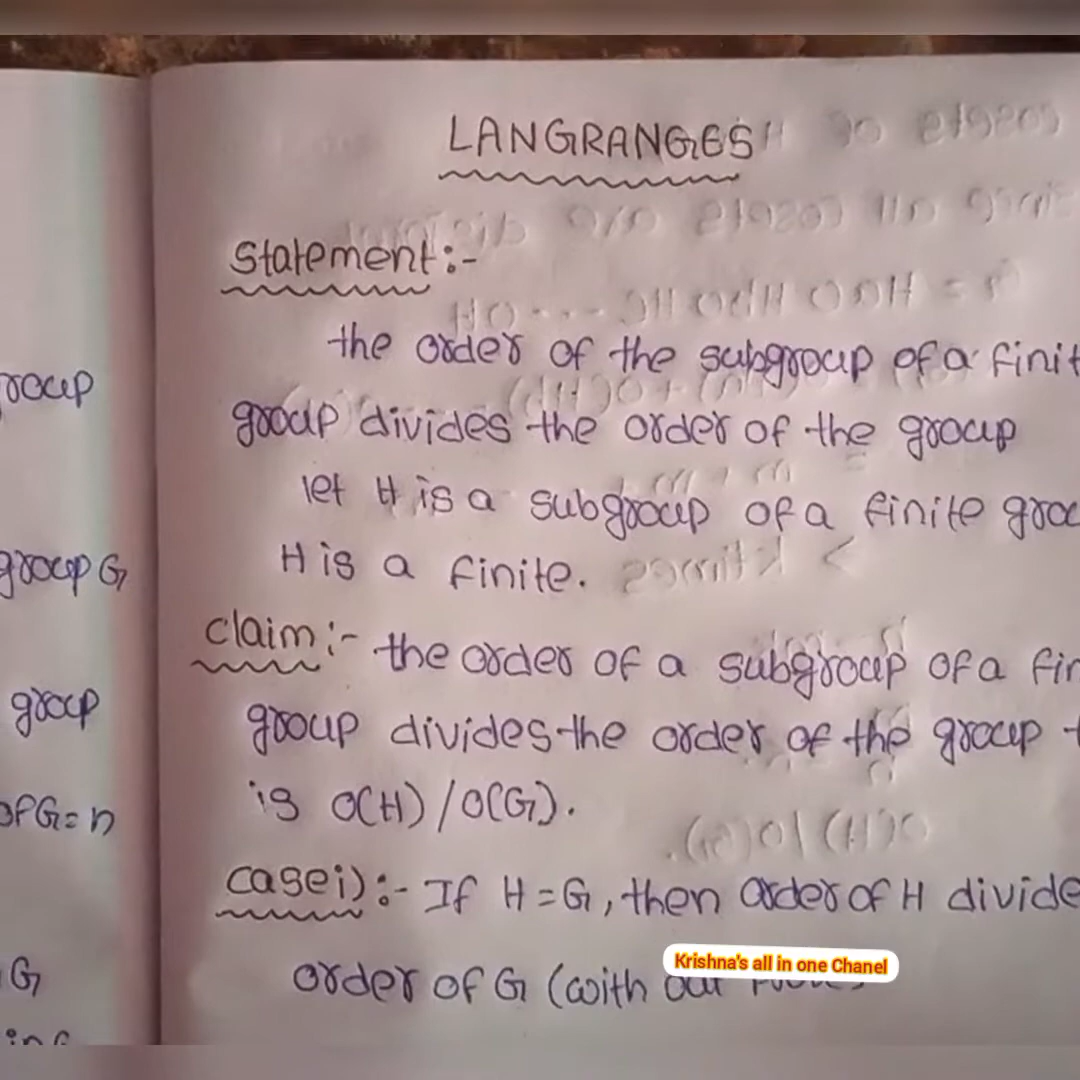 roup
group G
group
of G = n
G
LANGRANGES
Statement:-
the order of the subgroup of a finit
group divides the order of the group
let H is a subgroup of a finite grou
H is a finite.
claim:- the order of a subgroup of a fin
group divides the order of the group t
is O(H)/O(G).
case i):- If H = G, then order of H divide
order of G (with out
Krishna's all in one Chanel